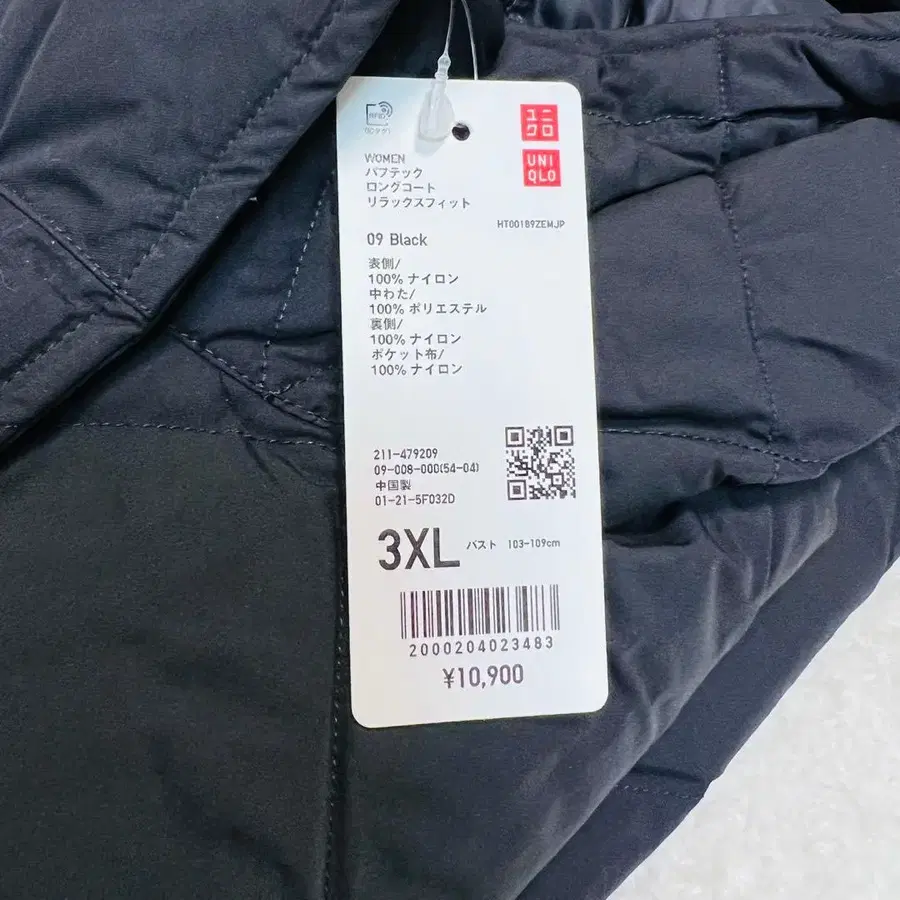 RFID
ユニ
クロ
UNI
QLO
WOMEN
パフテック
ロングコート
リラックスフィット
HT00189ZEMJP
09 Black
表側/
100% ナイロン
中わた/
100% ポリエステル
裏側/
100% ナイロン
ポケット布/
100% ナイロン
211-479209
09-008-000(54-04)
中国製
01-21-5F032D
3XL バスト 103-109cm
2000204023483
¥10,900